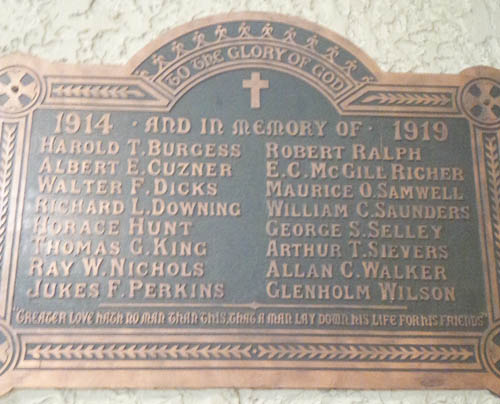 TO THE GLORY OF GOD
1914 · AND IN MEMORY OF · 1919
HAROLD T. BURGESS
ALBERT E. CUZNER
WALTER F. DICKS
RICHARD L. DOWNING
HORACE HUNT
THOMAS G. KING
RAY W. NICHOLS
JUKES F. PERKINS
ROBERT RALPH
E.C. MCGILL RICHER
MAURICE O. SAMWELL
WILLIAM C. SAUNDERS
GEORGE S. SELLEY
ARTHUR T. SIEVERS
ALLAN C. WALKER
GLENHOLM WILSON
"GREATER LOVE HATH NO MAN THAN THIS, THAT A MAN LAY DOWN HIS LIFE FOR HIS FRIENDS"